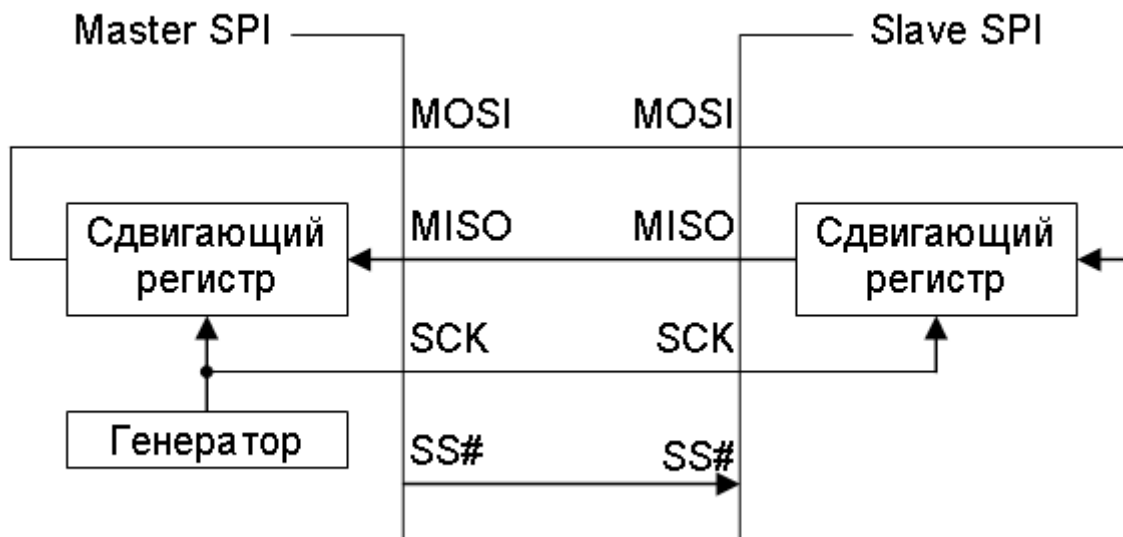 Master SPI
Slave SPI
MOSI
MOSI
Сдвигающий
регистр
MISO
MISO
Сдвигающий
регистр
SCK
SCK
Генератор
SS#
SS#